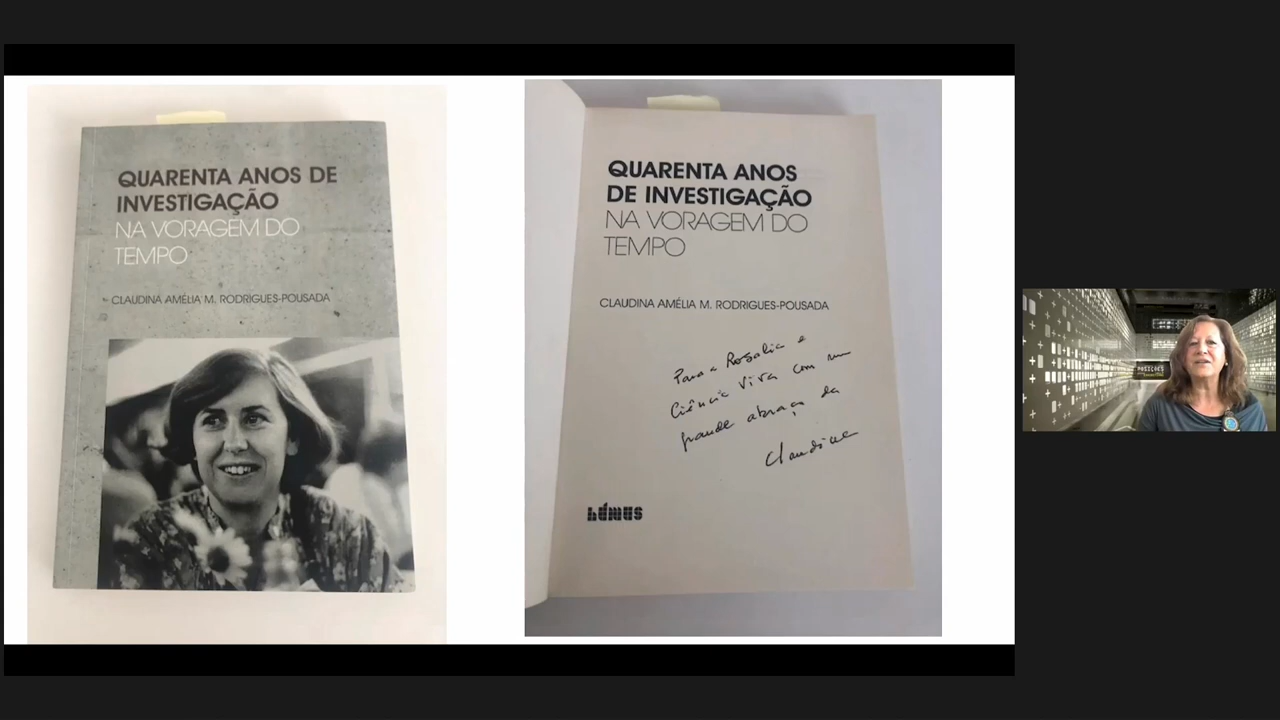 QUARENTA ANOS DE
INVESTIGAÇÃO
NA VORAGEM DO
TEMPO
CLAUDINA AMÉLIA M. RODRIGUES-POUSADA
QUARENTA ANOS
DE INVESTIGAÇÃO
NA VORAGEM DO
TEMPO
CLAUDINA AMÉLIA M. RODRIGUES-POUSADA
Para a Rosalia e
Ciência Viva com um
grande abraço da
Claudina
húmus